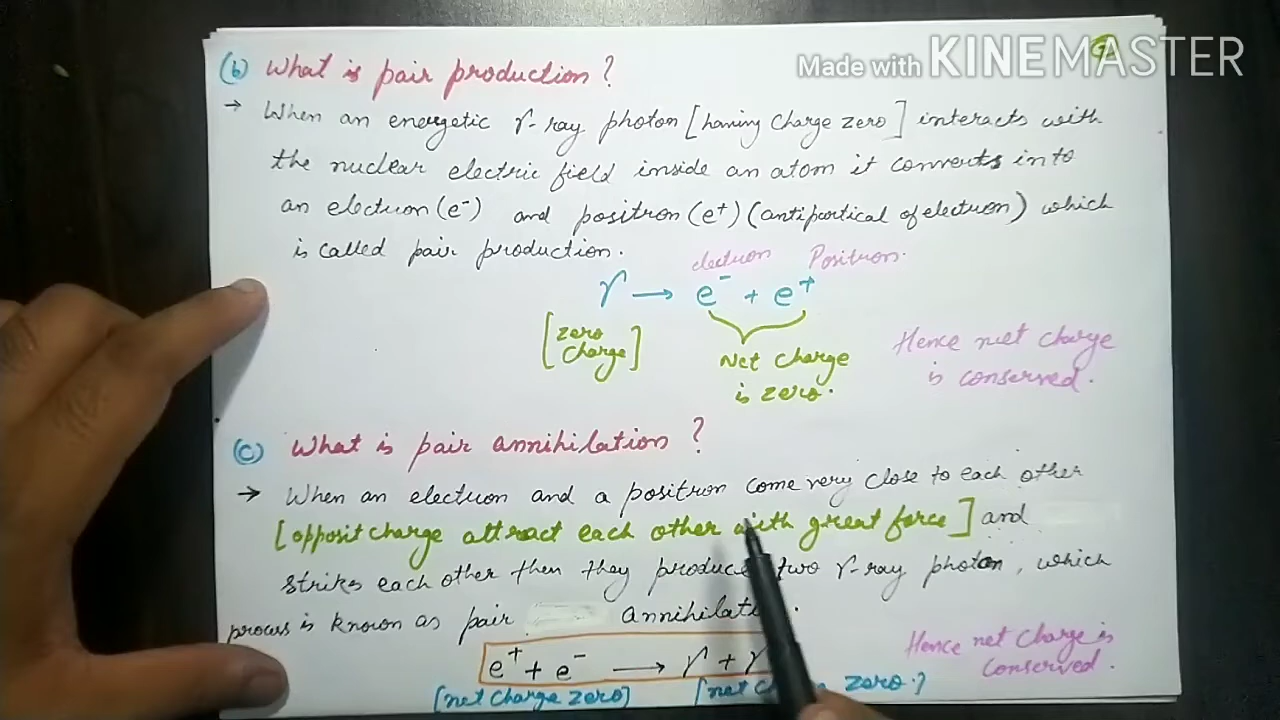 Made with KINEMASTER
(b) What is pair production?
→ When an energetic γ-ray photon [having charge zero] interacts with
the nuclear electric field inside an atom it converts into
an electron (e⁻) and positron (e⁺) (antipartical of electron) which
is called pair production.
electron Positron.
γ → e⁻ + e⁺
[zero charge]
Net charge
is zero.
Hence net charge
is conserved.
(c) What is pair annihilation?
→ When an electron and a positron come very close to each other
[opposit charge attract each other with great force] and
strikes each other then they produce two γ-ray photon, which
process is known as pair annihilation.
e⁺ + e⁻ → γ + γ
[net charge zero] [net zero.]
Hence net charge is
conserved.